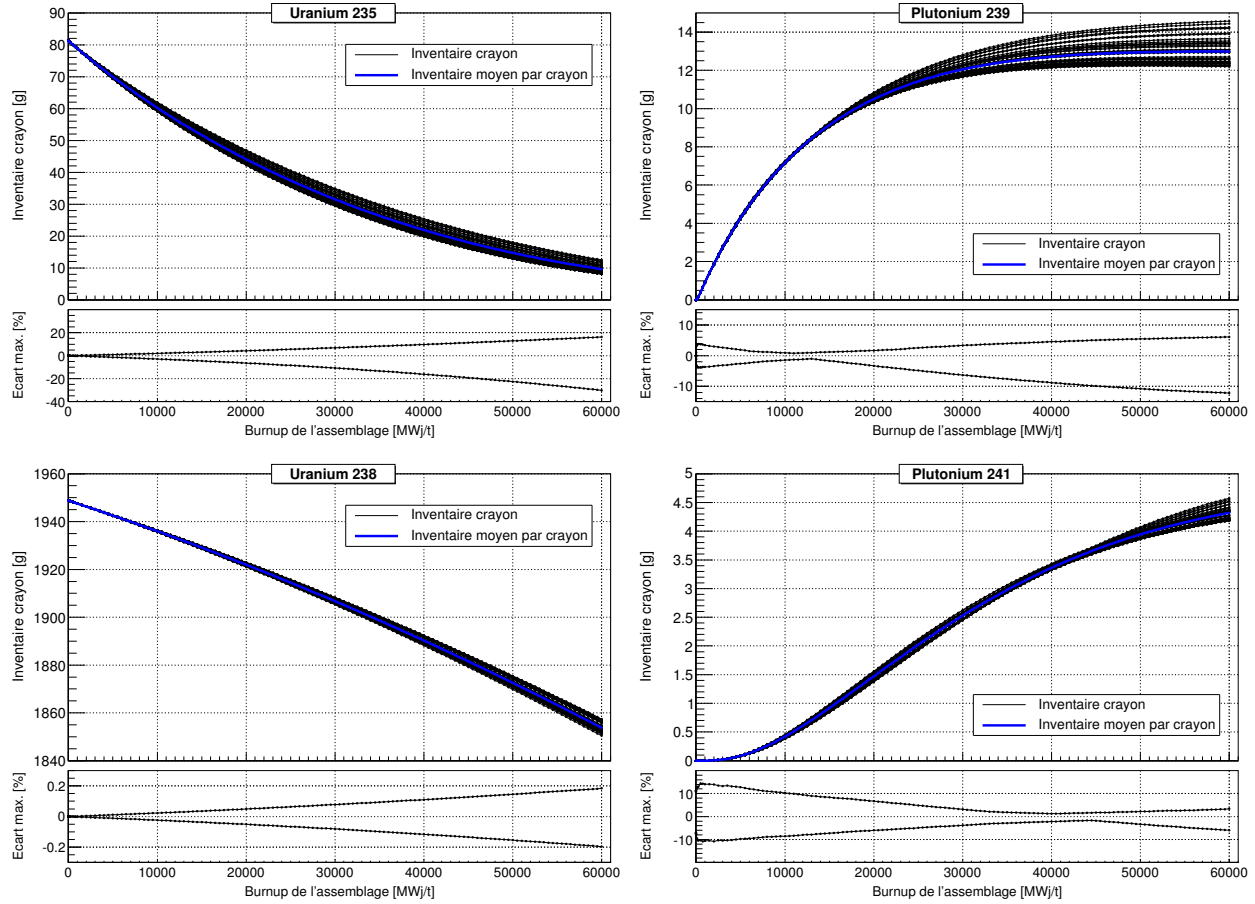 Uranium 235
Inventaire crayon [g]
90
80
70
60
50
40
30
20
10
0
Inventaire crayon
Inventaire moyen par crayon
Ecart max. [%]
20
0
-20
-40
0 10000 20000 30000 40000 50000 60000
Burnup de l'assemblage [MWj/t]
Plutonium 239
Inventaire crayon [g]
14
12
10
8
6
4
2
0
Inventaire crayon
Inventaire moyen par crayon
Ecart max. [%]
10
0
-10
0 10000 20000 30000 40000 50000 60000
Burnup de l'assemblage [MWj/t]
Uranium 238
Inventaire crayon [g]
1960
1940
1920
1900
1880
1860
1840
Inventaire crayon
Inventaire moyen par crayon
Ecart max. [%]
0.2
0
-0.2
0 10000 20000 30000 40000 50000 60000
Burnup de l'assemblage [MWj/t]
Plutonium 241
Inventaire crayon [g]
5
4.5
4
3.5
3
2.5
2
1.5
1
0.5
0
Inventaire crayon
Inventaire moyen par crayon
Ecart max. [%]
10
0
-10
0 10000 20000 30000 40000 50000 60000
Burnup de l'assemblage [MWj/t]